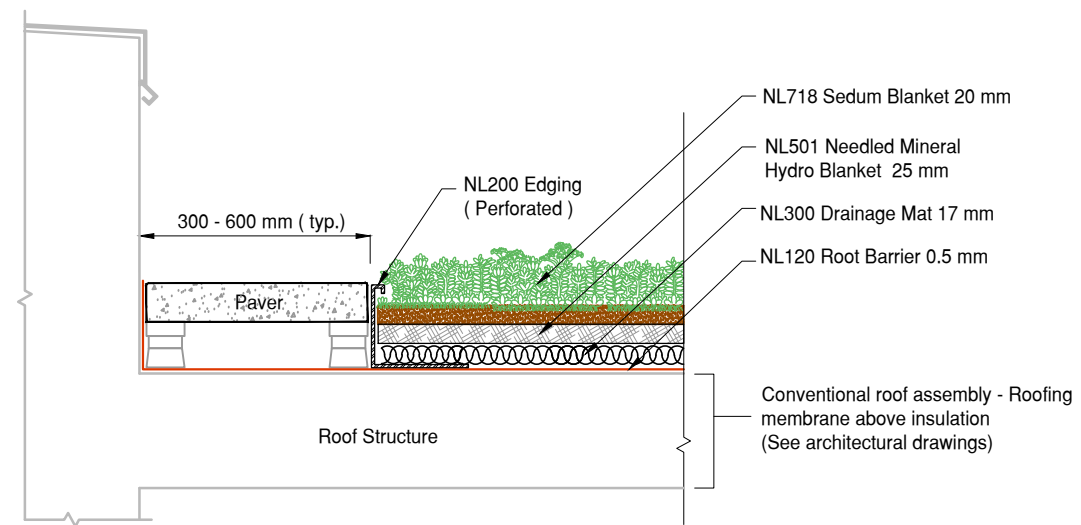 NL718 Sedum Blanket 20 mm
NL501 Needled Mineral
Hydro Blanket 25 mm
NL200 Edging
( Perforated )
NL300 Drainage Mat 17 mm
300 - 600 mm ( typ.)
NL120 Root Barrier 0.5 mm
Paver
Conventional roof assembly - Roofing
membrane above insulation
(See architectural drawings)
Roof Structure